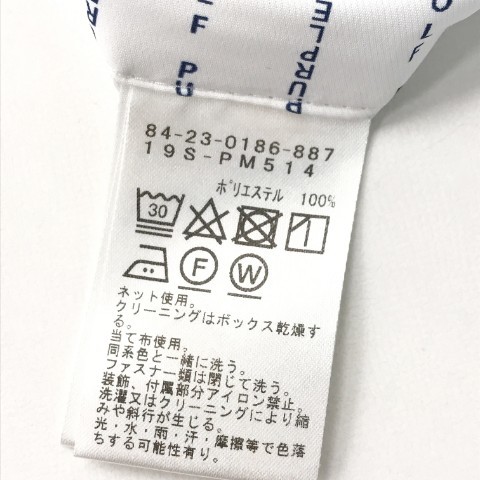 O
L F
F
F PU
PURPLE
84-23-0186-887
19S-PM514
ポリエステル 100%
30
F W
ネット使用。
クリーニングはボックス乾燥す
る。
当て布使用。
同系色と一緒に洗う。
ファスナー類は閉じて洗う。
装飾、付属部分アイロン禁止。
洗濯又はクリーニングにより縮
みや斜行が生じる。
光・水・雨・汗・摩擦等で色落
ちする可能性有り。